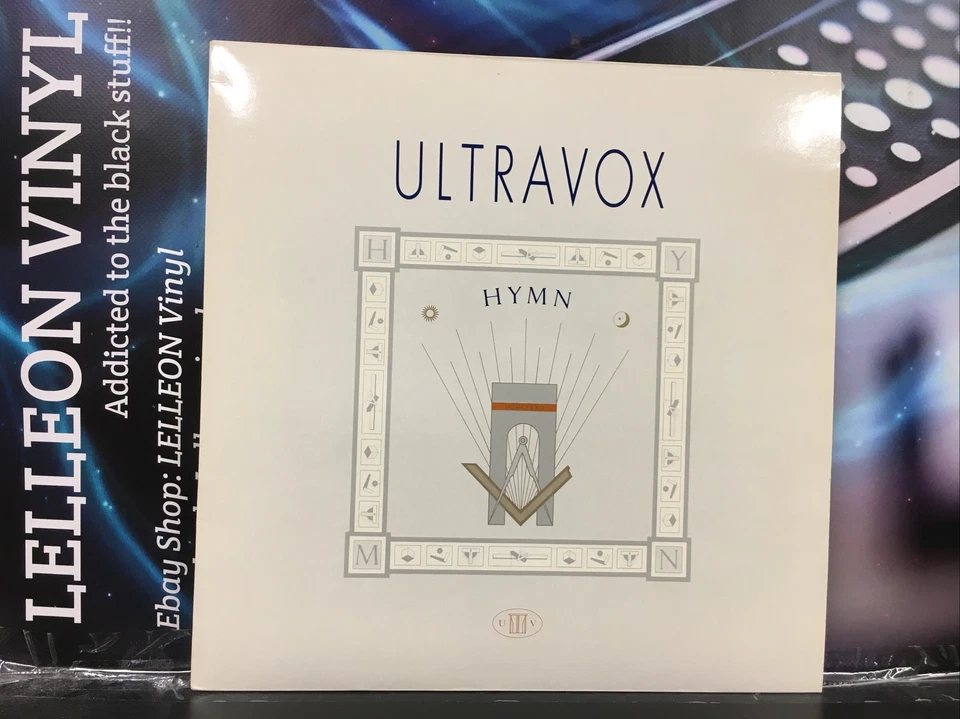 LELLEON VINYL
Addicted to the black stuff!!
Ebay Shop: LELLEON Vinyl
ULTRAVOX
H Y
HYMN
M N
U V